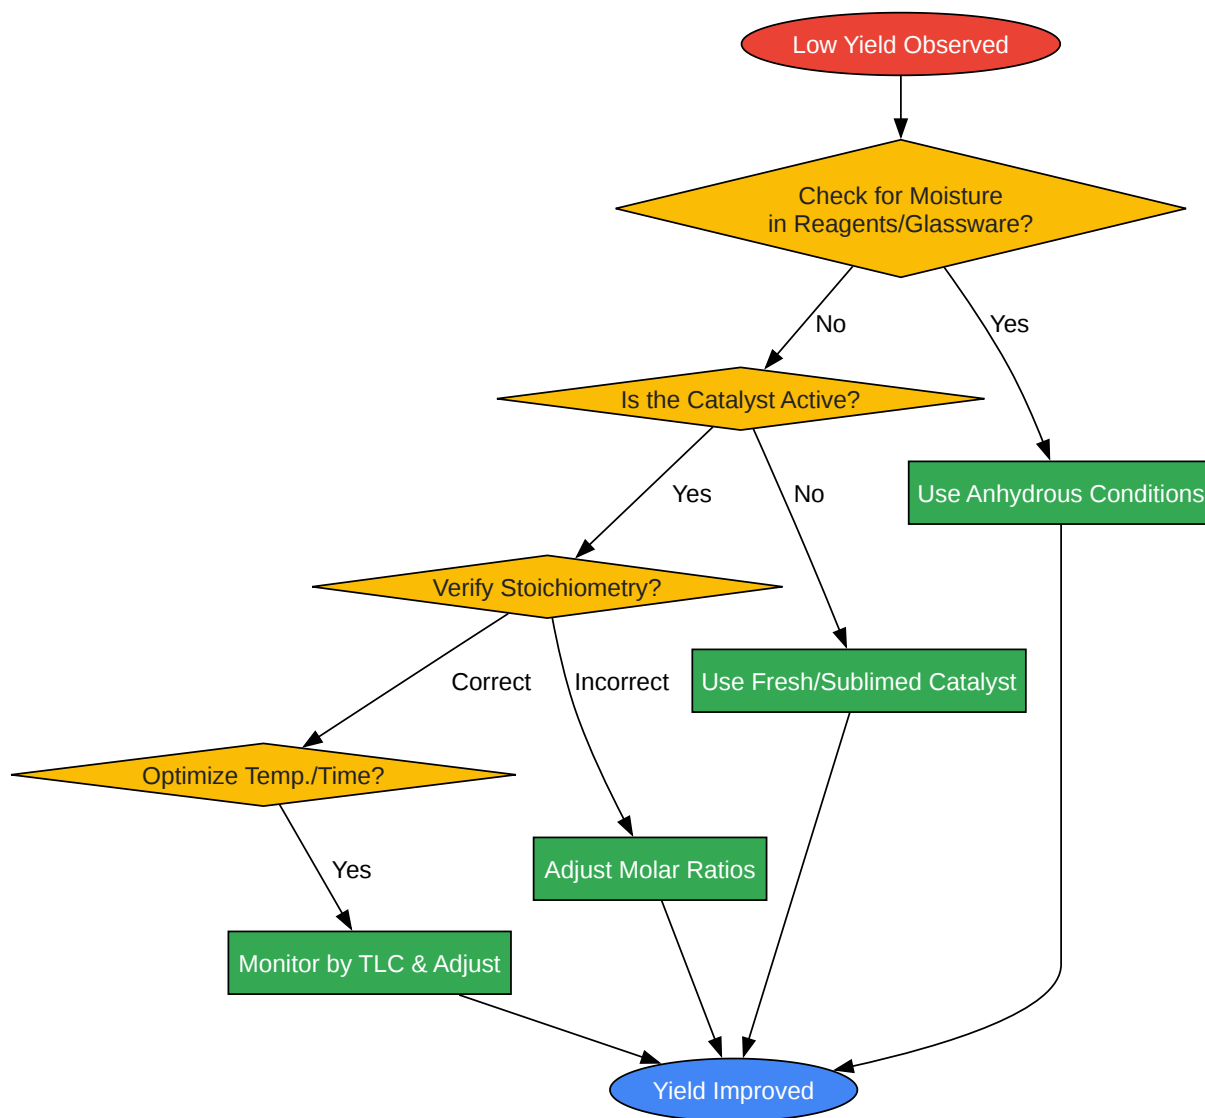 Low Yield Observed
Check for Moisture
in Reagents/Glassware?
No
Yes
Is the Catalyst Active?
Yes
No
Use Anhydrous Conditions
Verify Stoichiometry?
Correct
Incorrect
Use Fresh/Sublimed Catalyst
Optimize Temp./Time?
Yes
Adjust Molar Ratios
Monitor by TLC & Adjust
Yield Improved